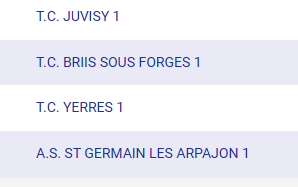 T.C. JUVISY 1
T.C. BRIIS SOUS FORGES 1
T.C. YERRES 1
A.S. ST GERMAIN LES ARPAJON 1